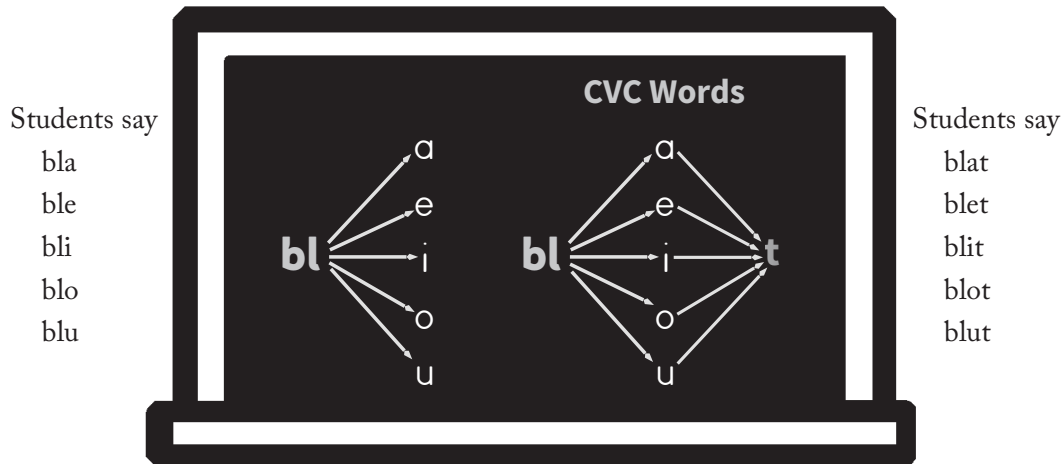 CVC Words
Students say
bla
ble
bli
blo
blu
bl
a
e
i
o
u
bl
a
e
i
o
u
t
Students say
blat
blet
blit
blot
blut